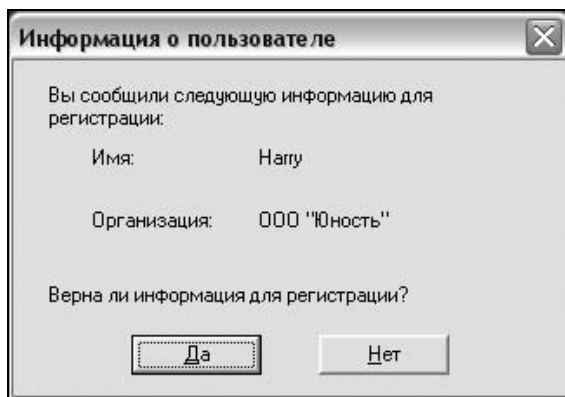 Информация о пользователе
Вы сообщили следующую информацию для
регистрации:
Имя: Harry
Организация: ООО "Юность"
Верна ли информация для регистрации?
Да Нет